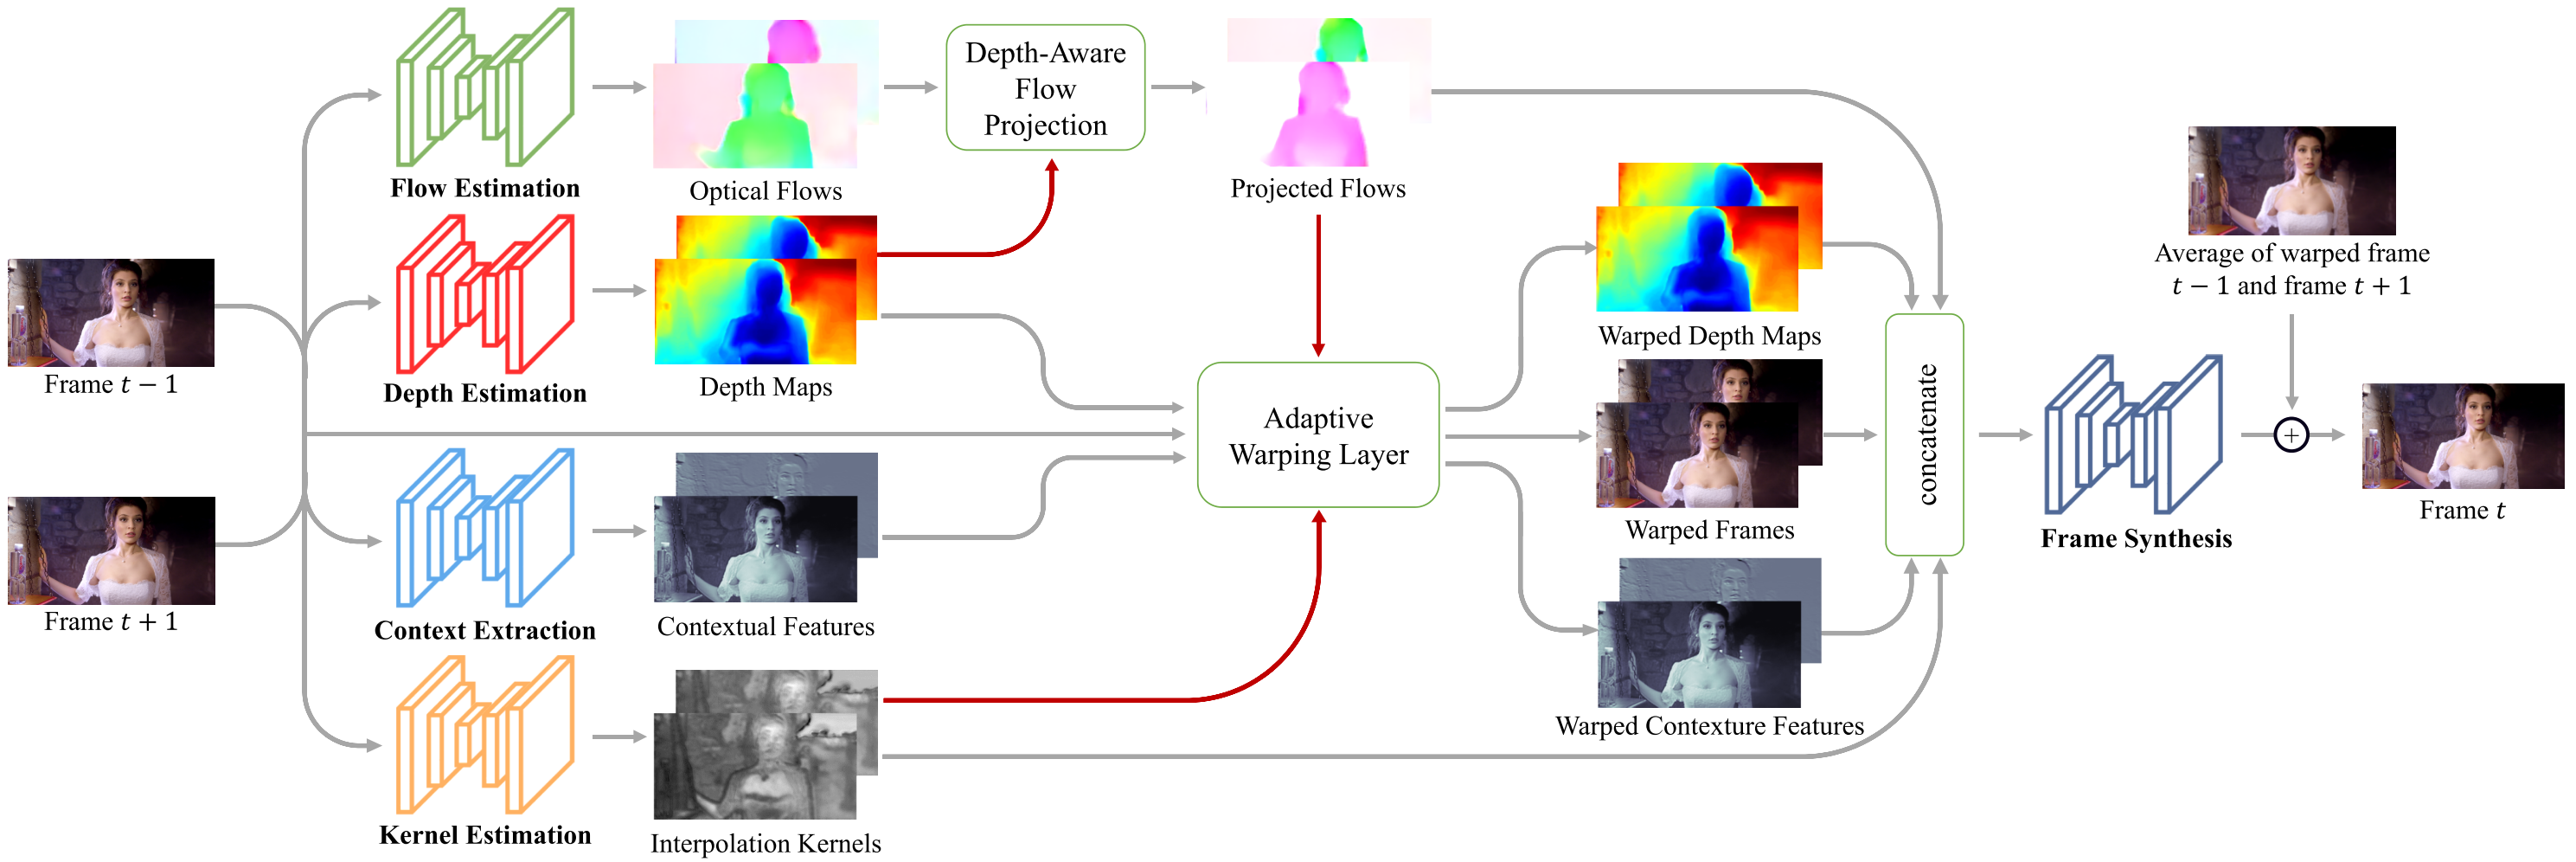 Frame t − 1
Frame t + 1
Flow Estimation
Depth Estimation
Context Extraction
Kernel Estimation
Optical Flows
Depth Maps
Contextual Features
Interpolation Kernels
Depth-Aware
Flow
Projection
Projected Flows
Adaptive
Warping Layer
Warped Depth Maps
Warped Frames
Warped Contexture Features
concatenate
Frame Synthesis
Average of warped frame
t − 1 and frame t + 1
+
Frame t